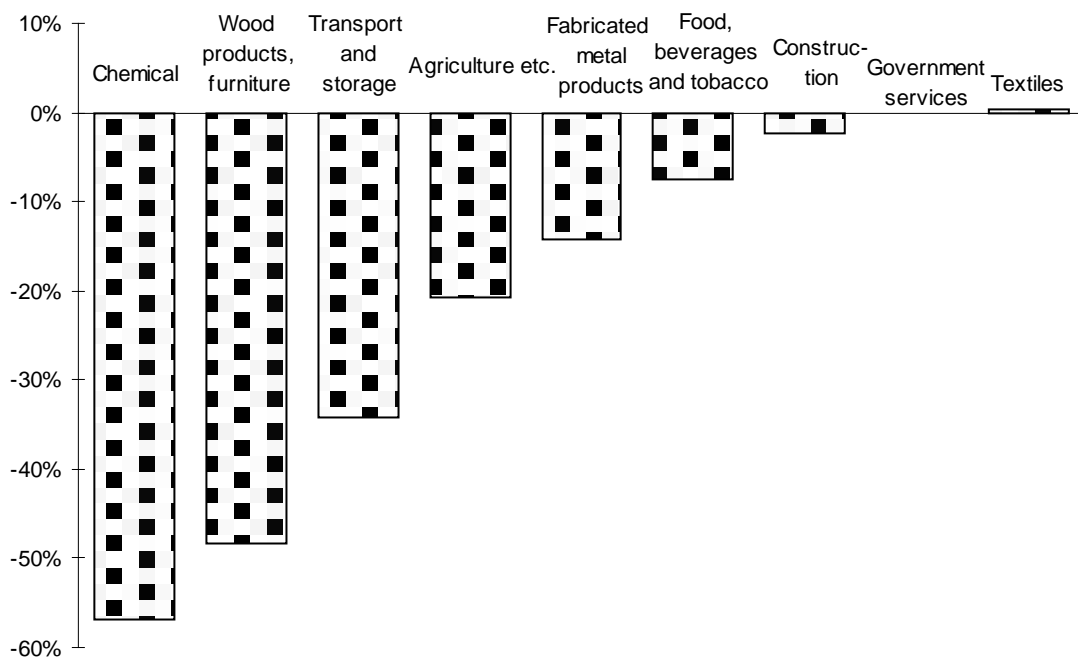 10%
0%
-10%
-20%
-30%
-40%
-50%
-60%
Chemical
Wood
products,
furniture
Transport
and
storage
Agriculture etc.
Fabricated
metal
products
Food,
beverages
and tobacco
Construc-
tion
Government
services
Textiles